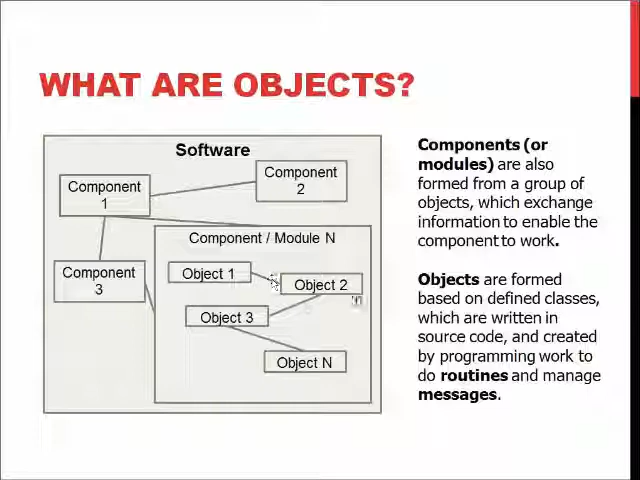 WHAT ARE OBJECTS?
Software
Component
1
Component
2
Component / Module N
Component
3
Object 1
Object 2
Object 3
Object N
Components (or
modules) are also
formed from a group of
objects, which exchange
information to enable the
component to work.
Objects are formed
based on defined classes,
which are written in
source code, and created
by programming work to
do routines and manage
messages.